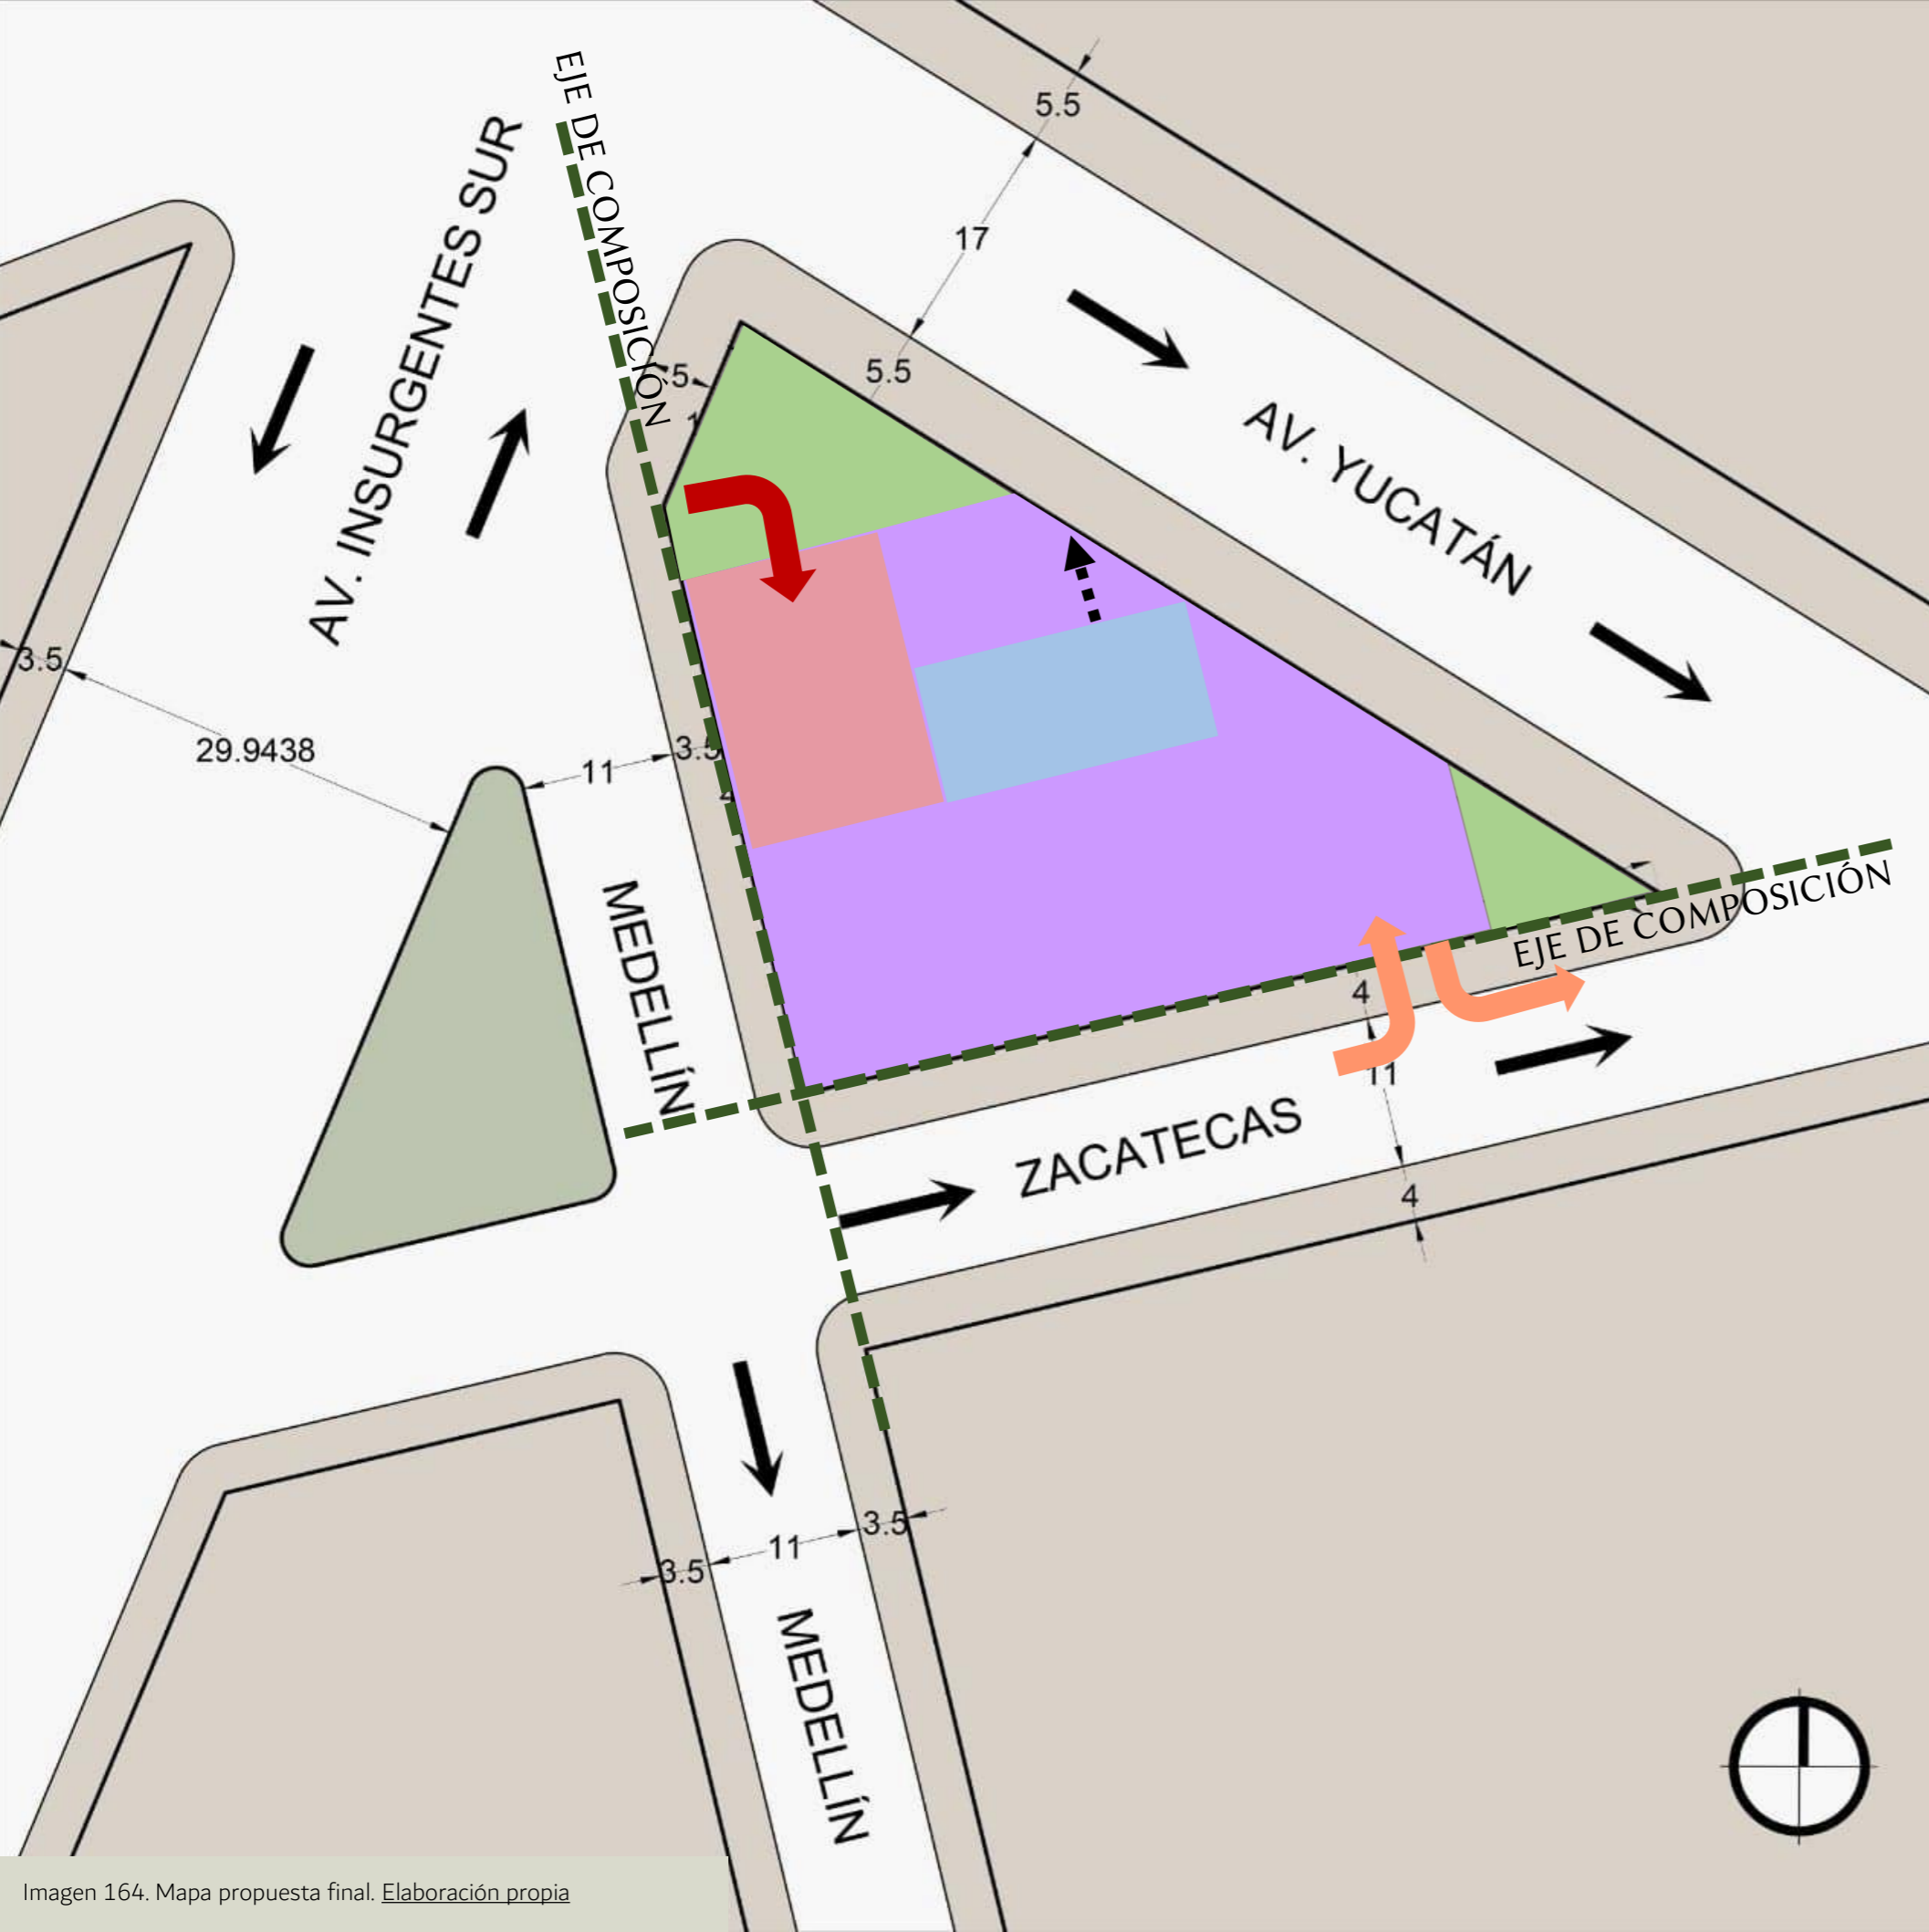 EJE DE COMPOSICIÓN
5.5
AV. INSURGENTES SUR
17
5
5.5
AV. YUCATÁN
3.5
29.9438
11
3.5
MEDELLÍN
EJE DE COMPOSICIÓN
4
11
ZACATECAS
4
3.5
11
3.5
MEDELLÍN
Imagen 164. Mapa propuesta final. Elaboración propia